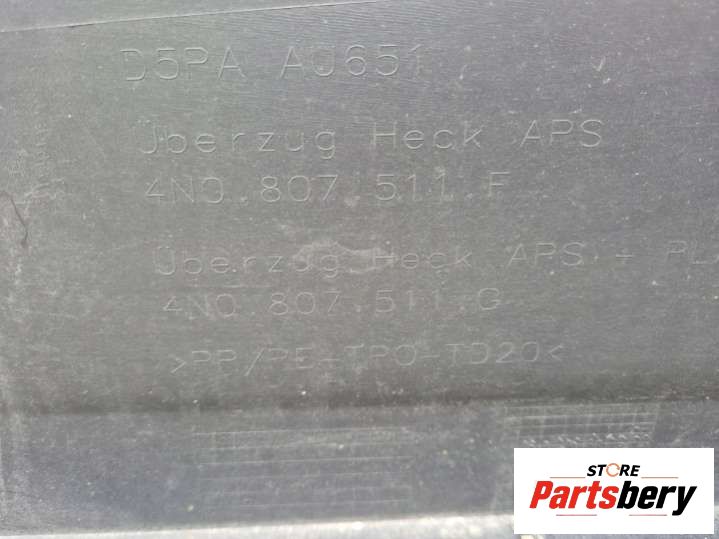 D5PA AU651
Überzug Heck APS
4N0.807.511.F
Überzug Heck APS +
4N0.807.511.G
>PP/PE-TPO-TD20<
STORE
Partsbery